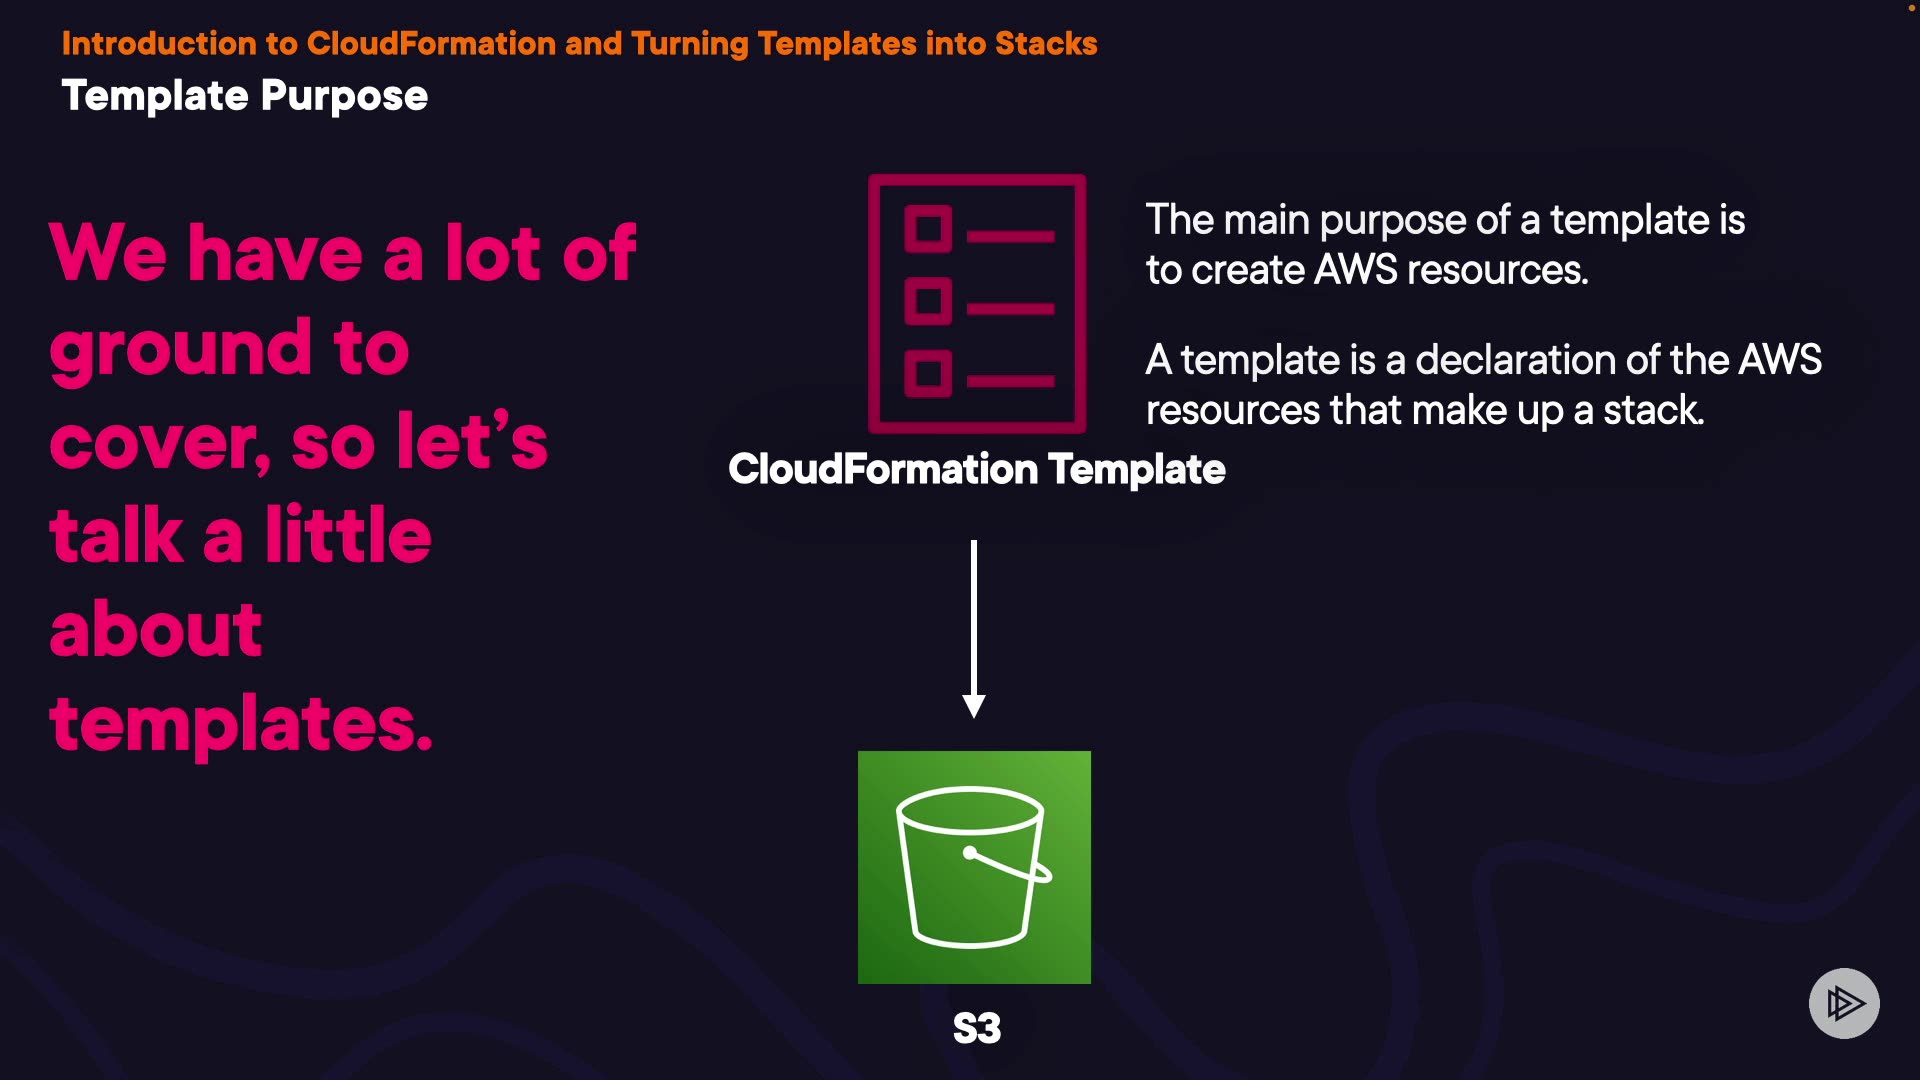 Introduction to CloudFormation and Turning Templates into Stacks
Template Purpose
We have a lot of
ground to
cover, so let’s
talk a little
about
templates.
The main purpose of a template is
to create AWS resources.
A template is a declaration of the AWS
resources that make up a stack.
CloudFormation Template
S3